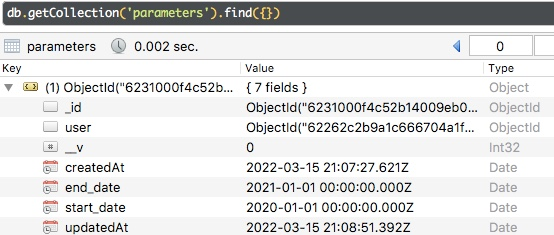 db.getCollection('parameters').find({})
parameters 0.002 sec. 0
Key Value Type
(1) ObjectId("6231000f4c52b... { 7 fields } Object
_id ObjectId("6231000f4c52b14009eb0... ObjectId
user ObjectId("62262c2b9a1c666704a1f... ObjectId
# __v 0 Int32
createdAt 2022-03-15 21:07:27.621Z Date
end_date 2021-01-01 00:00:00.000Z Date
start_date 2020-01-01 00:00:00.000Z Date
updatedAt 2022-03-15 21:08:51.392Z Date